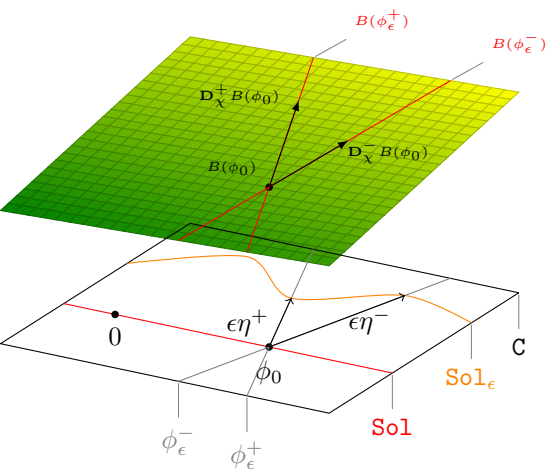 B(ϕ_ϵ^+)
B(ϕ_ϵ^−)
D_χ^+ B(ϕ_0)
D_χ^− B(ϕ_0)
B(ϕ_0)
ϵη^+
ϵη^−
0
ϕ_0
C
Sol_ϵ
Sol
ϕ_ϵ^−
ϕ_ϵ^+